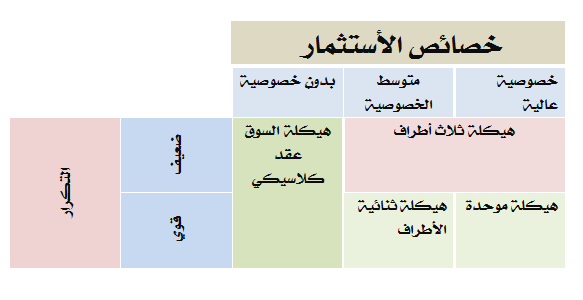 خصائص الأستثمار
خصوصية
عالية
متوسط
الخصوصية
بدون خصوصية
هيكلة ثلاث أطراف
هيكلة السوق
عقد
كلاسيكي
ضعيف
التكرار
هيكلة موحدة
هيكلة ثنائية
الأطراف
قوي